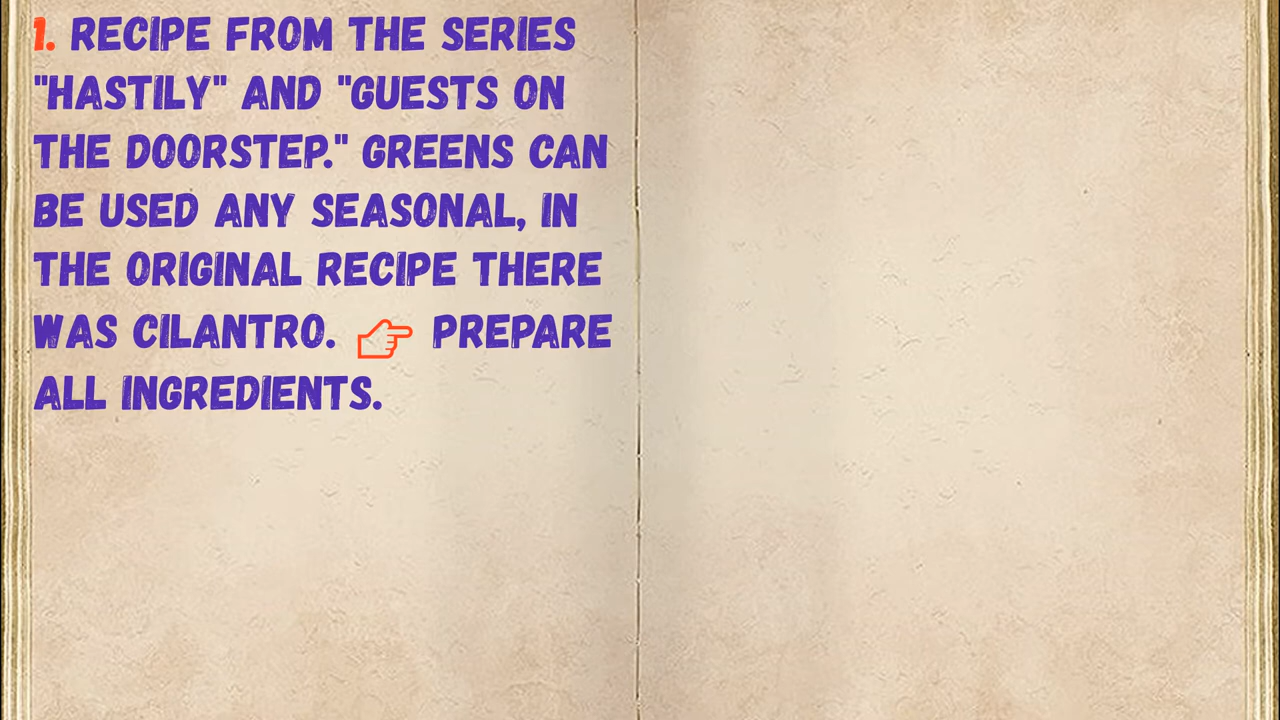 1. RECIPE FROM THE SERIES
"HASTILY" AND "GUESTS ON
THE DOORSTEP." GREENS CAN
BE USED ANY SEASONAL, IN
THE ORIGINAL RECIPE THERE
WAS CILANTRO. 👉 PREPARE
ALL INGREDIENTS.